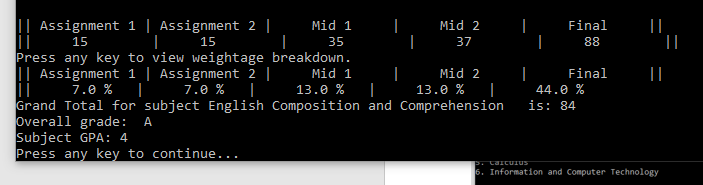 || Assignment 1 | Assignment 2 | Mid 1 | Mid 2 | Final ||
|| 15 | 15 | 35 | 37 | 88 ||
Press any key to view weightage breakdown.
|| Assignment 1 | Assignment 2 | Mid 1 | Mid 2 | Final ||
|| 7.0 % | 7.0 % | 13.0 % | 13.0 % | 44.0 %
Grand Total for subject English Composition and Comprehension is: 84
Overall grade: A
Subject GPA: 4
Press any key to continue...
5. Calculus
6. Information and Computer Technology